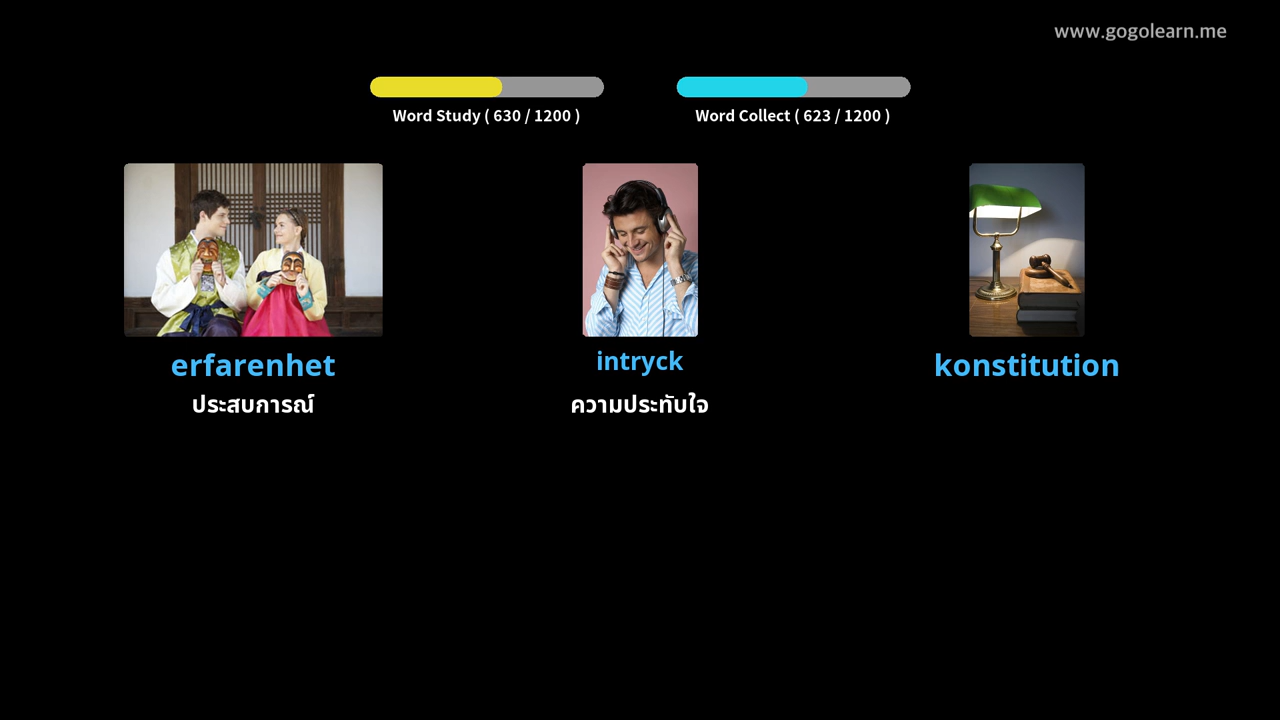 www.gogolearn.me
Word Study ( 630 / 1200 )
Word Collect ( 623 / 1200 )
erfarenhet
intryck
konstitution
ประสบการณ์
ความประทับใจ